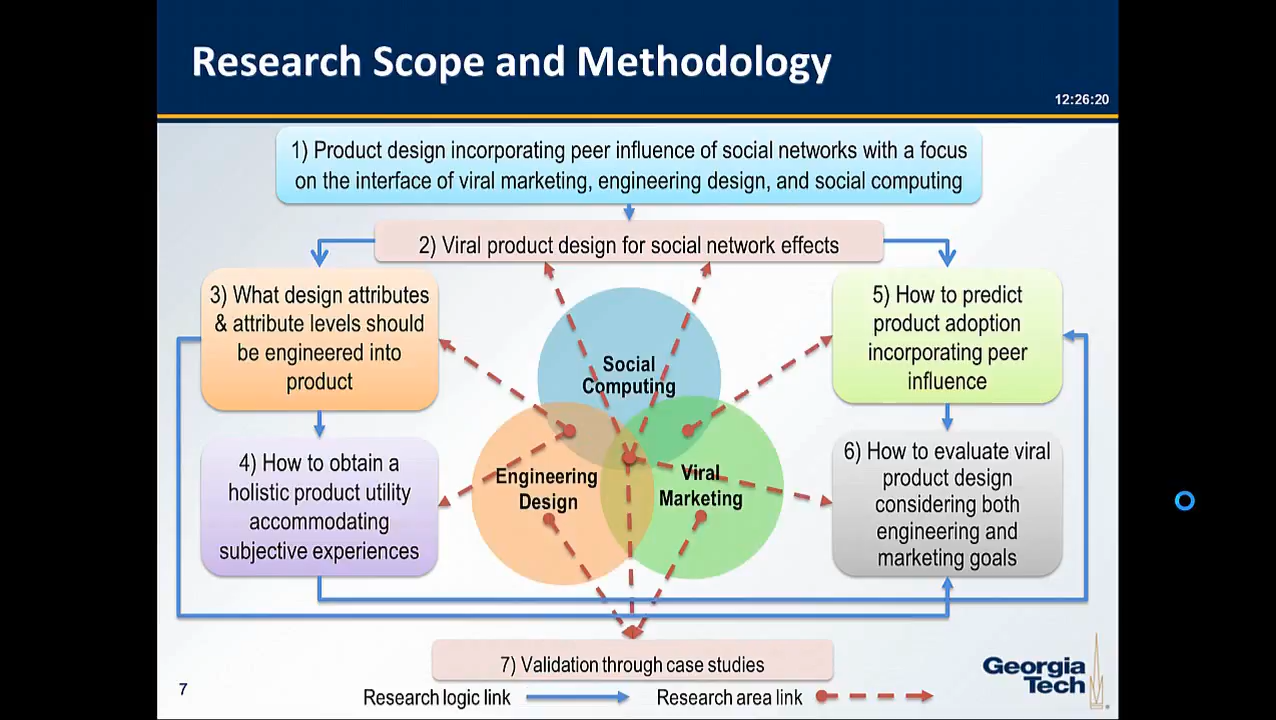 Research Scope and Methodology
12:26:20
1) Product design incorporating peer influence of social networks with a focus
on the interface of viral marketing, engineering design, and social computing
2) Viral product design for social network effects
3) What design attributes
& attribute levels should
be engineered into
product
5) How to predict
product adoption
incorporating peer
influence
Social
Computing
4) How to obtain a
holistic product utility
accommodating
subjective experiences
Engineering
Design
Viral
Marketing
6) How to evaluate viral
product design
considering both
engineering and
marketing goals
7) Validation through case studies
Georgia
Tech
7
Research logic link
Research area link